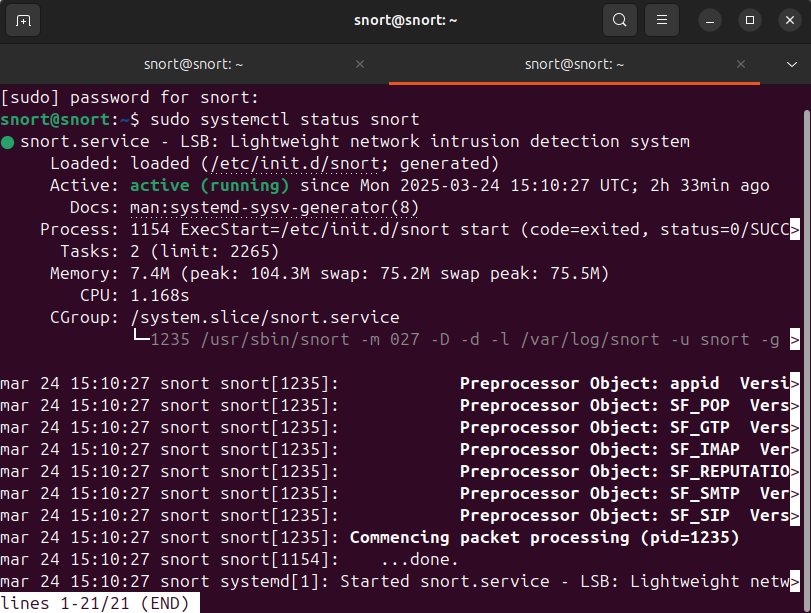 snort@snort: ~
snort@snort: ~
snort@snort: ~
[sudo] password for snort:
snort@snort:~$ sudo systemctl status snort
● snort.service - LSB: Lightweight network intrusion detection system
     Loaded: loaded (/etc/init.d/snort; generated)
     Active: active (running) since Mon 2025-03-24 15:10:27 UTC; 2h 33min ago
       Docs: man:systemd-sysv-generator(8)
    Process: 1154 ExecStart=/etc/init.d/snort start (code=exited, status=0/SUCC>
      Tasks: 2 (limit: 2265)
     Memory: 7.4M (peak: 104.3M swap: 75.2M swap peak: 75.5M)
        CPU: 1.168s
     CGroup: /system.slice/snort.service
             └─1235 /usr/sbin/snort -m 027 -D -d -l /var/log/snort -u snort -g >
mar 24 15:10:27 snort snort[1235]:            Preprocessor Object: appid  Versi>
mar 24 15:10:27 snort snort[1235]:            Preprocessor Object: SF_POP  Vers>
mar 24 15:10:27 snort snort[1235]:            Preprocessor Object: SF_GTP  Vers>
mar 24 15:10:27 snort snort[1235]:            Preprocessor Object: SF_IMAP  Ver>
mar 24 15:10:27 snort snort[1235]:            Preprocessor Object: SF_REPUTATIO>
mar 24 15:10:27 snort snort[1235]:            Preprocessor Object: SF_SMTP  Ver>
mar 24 15:10:27 snort snort[1235]:            Preprocessor Object: SF_SIP  Vers>
mar 24 15:10:27 snort snort[1235]: Commencing packet processing (pid=1235)
mar 24 15:10:27 snort snort[1154]:    ...done.
mar 24 15:10:27 snort systemd[1]: Started snort.service - LSB: Lightweight netw>
lines 1-21/21 (END)